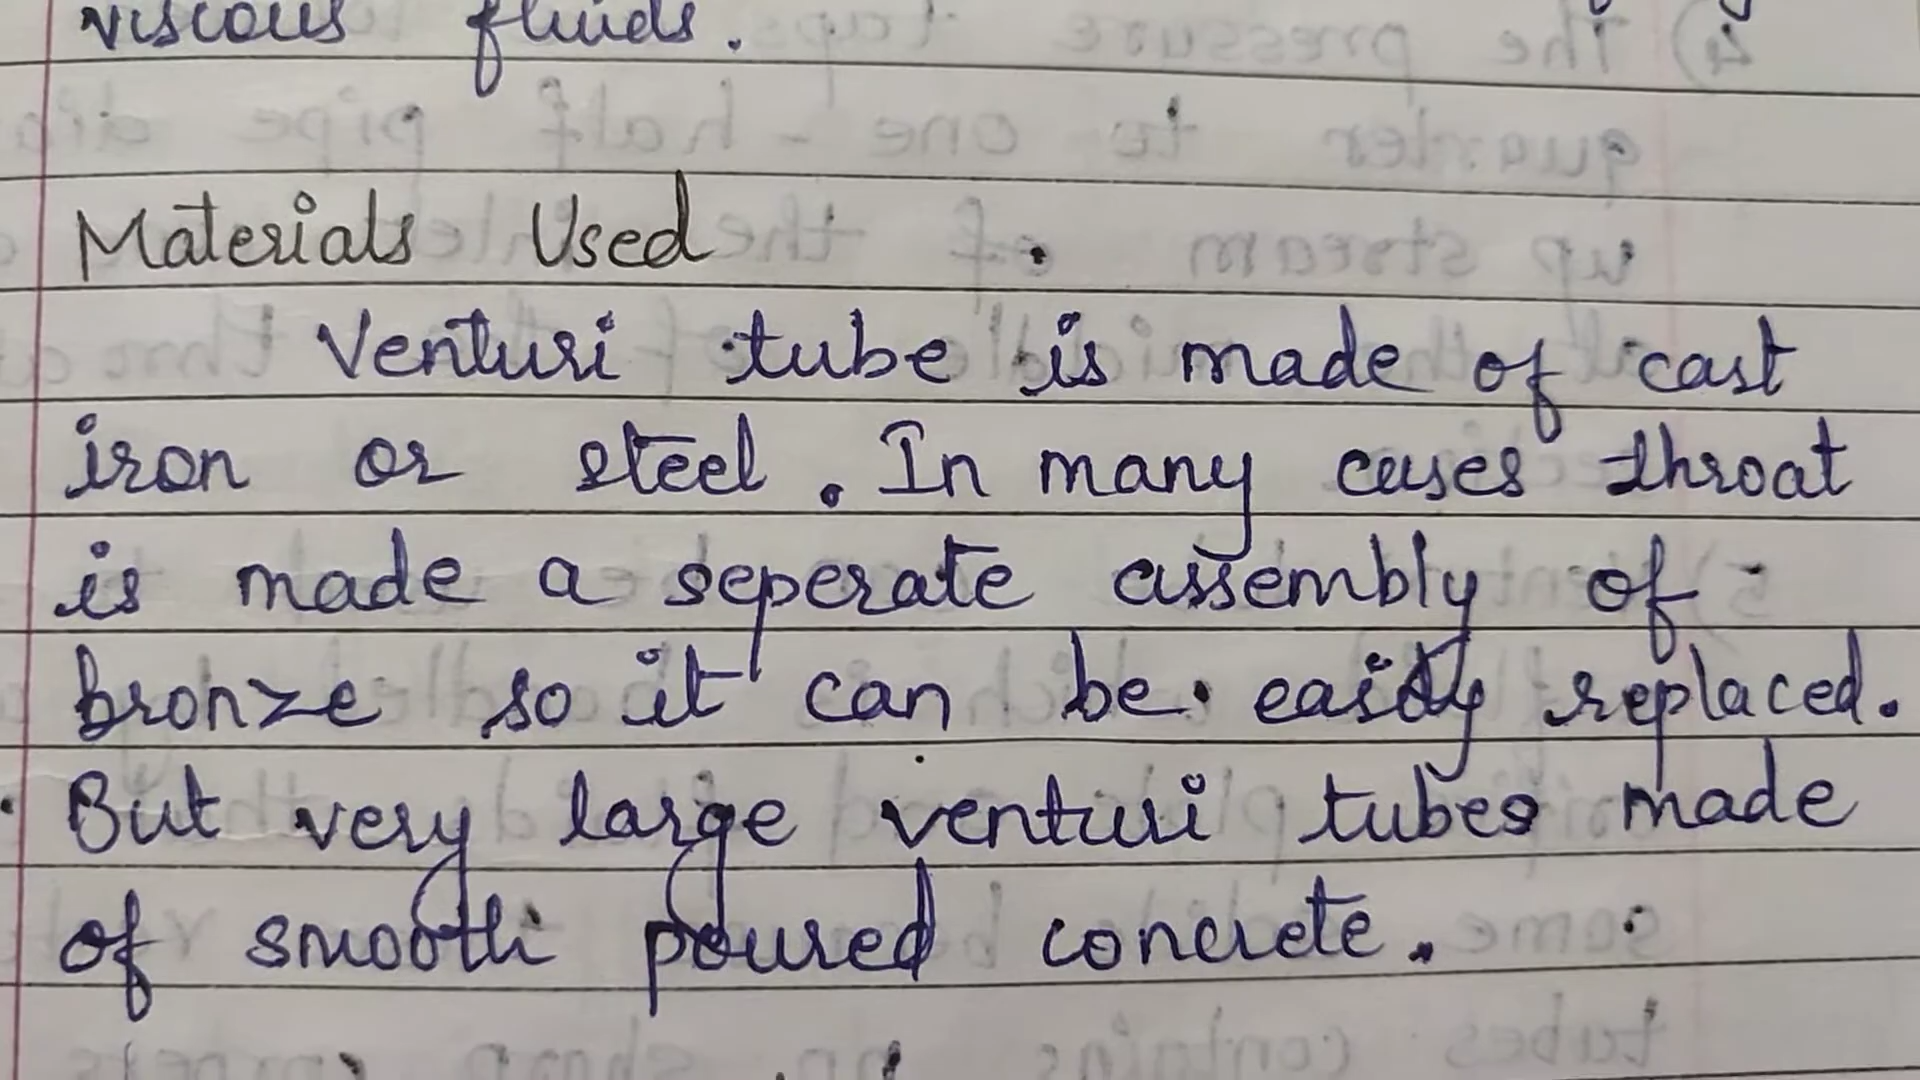 viscous fluids.
Materials Used
Venturi tube is made of cast
iron or steel. In many cases throat
is made a seperate assembly of
bronze so it can be easily replaced.
But very large venturi tubes made
of smooth poured concrete.